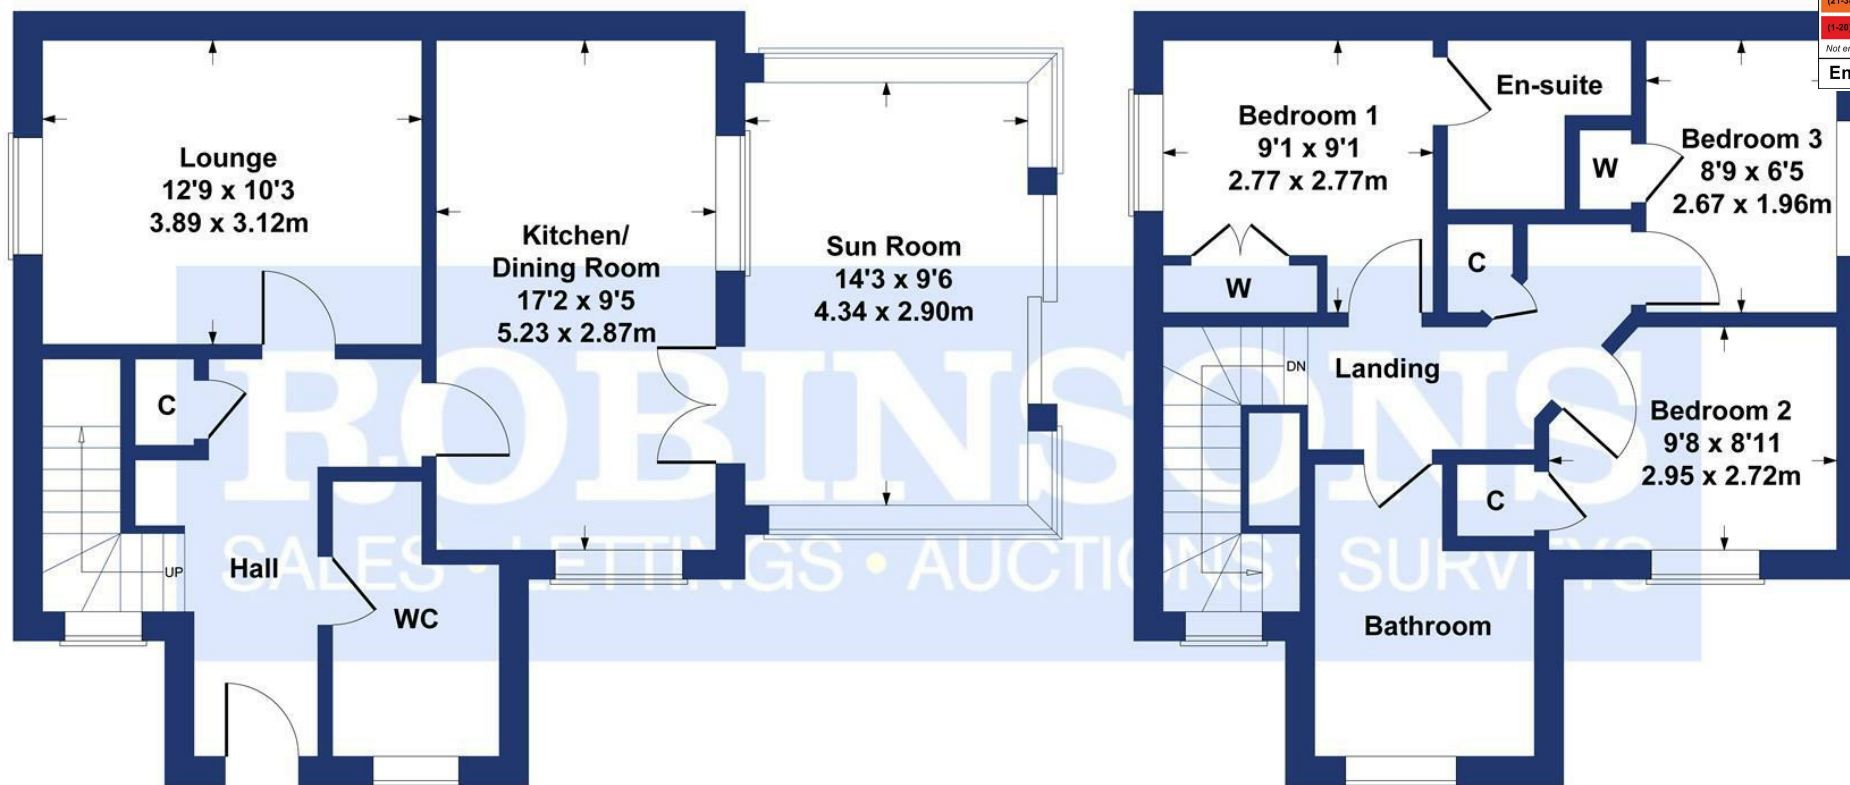 Lounge
12'9 x 10'3
3.89 x 3.12m
Kitchen/
Dining Room
17'2 x 9'5
5.23 x 2.87m
Sun Room
14'3 x 9'6
4.34 x 2.90m
C
UP
Hall
WC
Bedroom 1
9'1 x 9'1
2.77 x 2.77m
En-suite
W
Bedroom 3
8'9 x 6'5
2.67 x 1.96m
W
C
DN
Landing
Bedroom 2
9'8 x 8'11
2.95 x 2.72m
C
Bathroom
ROBINSONS
SALES • LETTINGS • AUCTIONS • SURVEYS
(1-20)
Not en
En